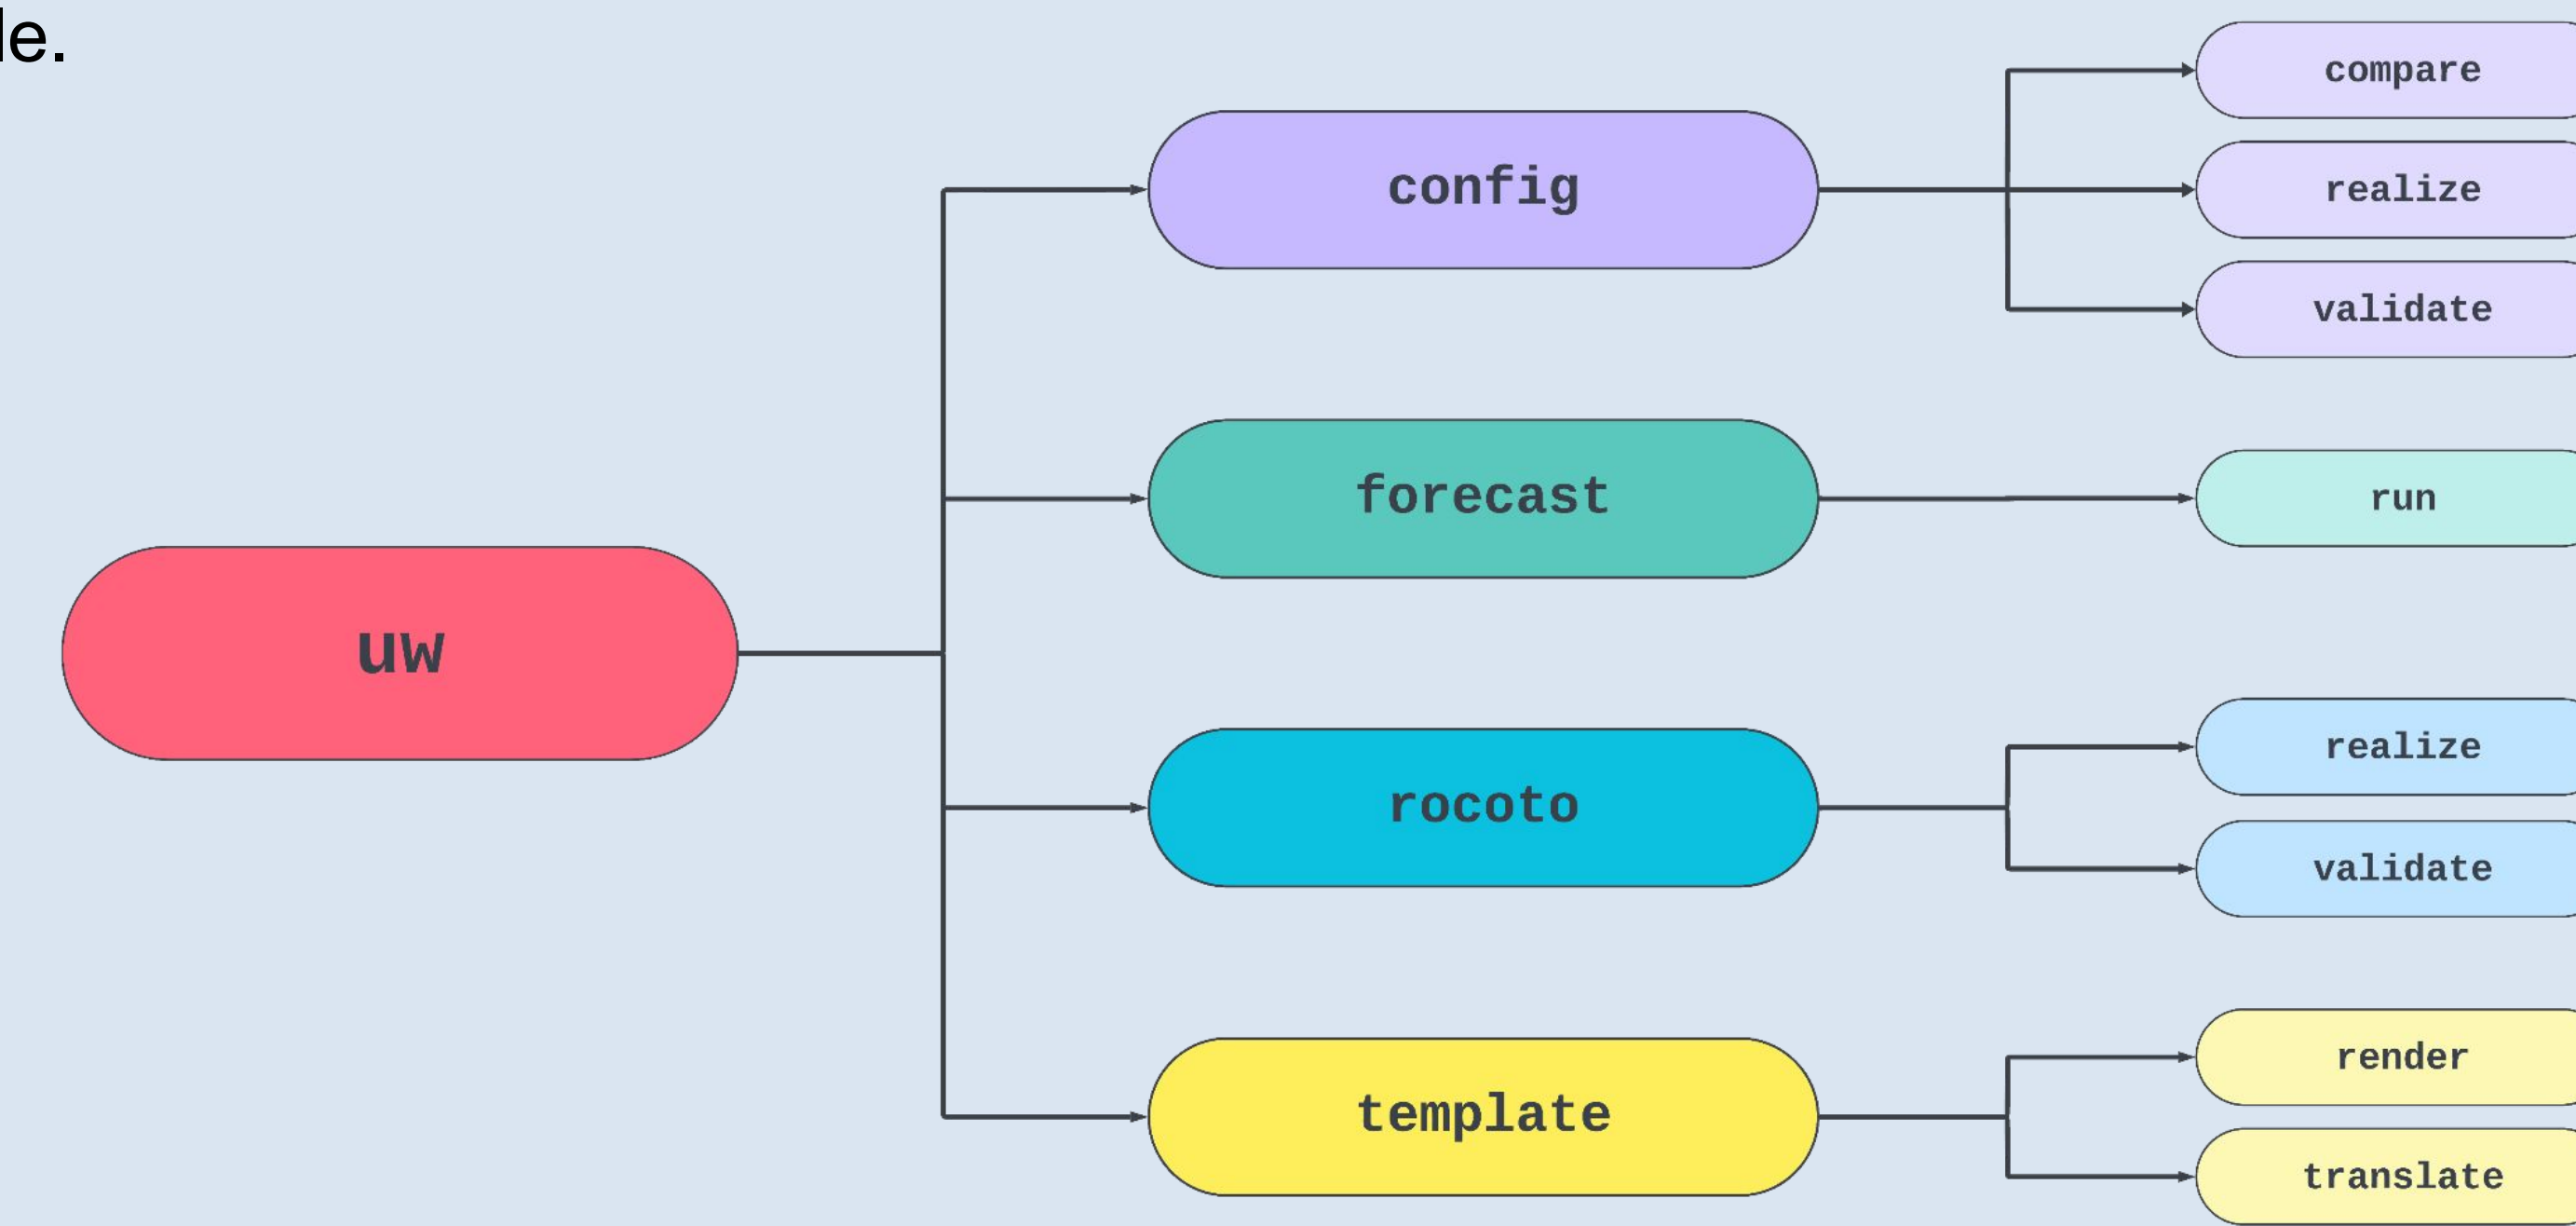 le.
uw
config
compare
realize
validate
forecast
run
rocoto
realize
validate
template
render
translate